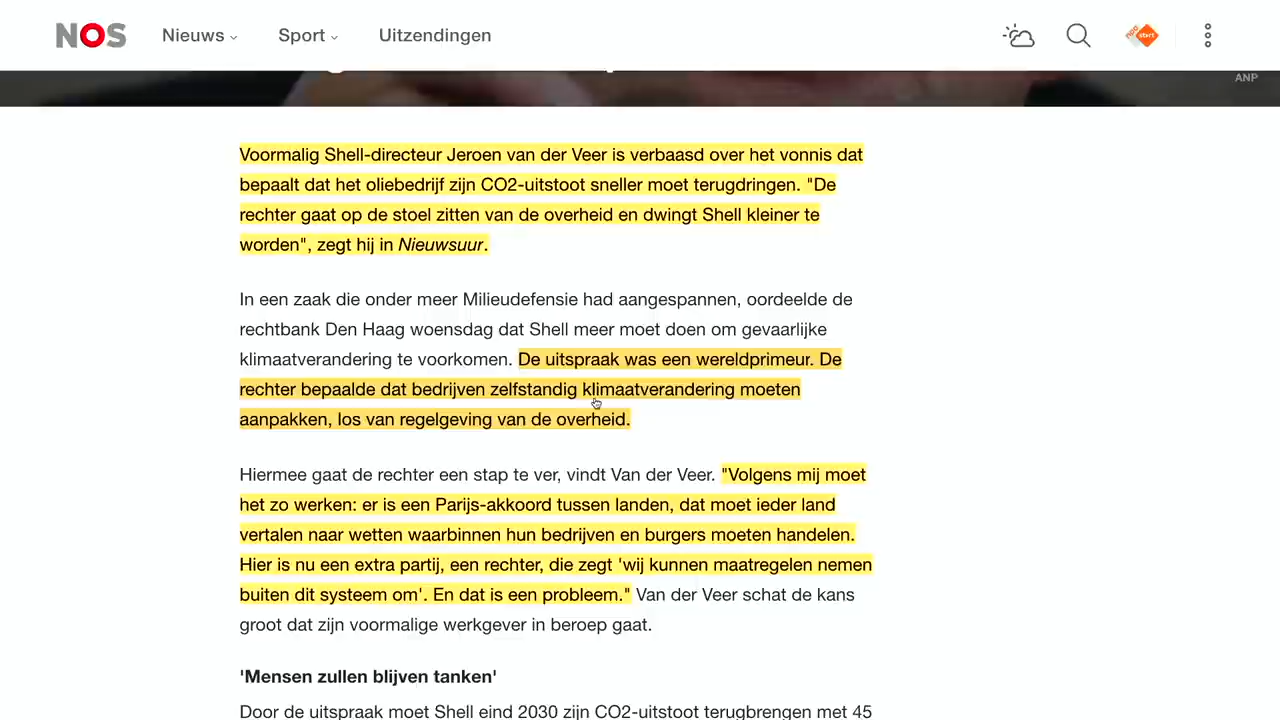 NOS Nieuws Sport Uitzendingen start
ANP
Voormalig Shell-directeur Jeroen van der Veer is verbaasd over het vonnis dat
bepaalt dat het oliebedrijf zijn CO2-uitstoot sneller moet terugdringen. "De
rechter gaat op de stoel zitten van de overheid en dwingt Shell kleiner te
worden", zegt hij in Nieuwsuur.
In een zaak die onder meer Milieudefensie had aangespannen, oordeelde de
rechtbank Den Haag woensdag dat Shell meer moet doen om gevaarlijke
klimaatverandering te voorkomen. De uitspraak was een wereldprimeur. De
rechter bepaalde dat bedrijven zelfstandig klimaatverandering moeten
aanpakken, los van regelgeving van de overheid.
Hiermee gaat de rechter een stap te ver, vindt Van der Veer. "Volgens mij moet
het zo werken: er is een Parijs-akkoord tussen landen, dat moet ieder land
vertalen naar wetten waarbinnen hun bedrijven en burgers moeten handelen.
Hier is nu een extra partij, een rechter, die zegt 'wij kunnen maatregelen nemen
buiten dit systeem om'. En dat is een probleem." Van der Veer schat de kans
groot dat zijn voormalige werkgever in beroep gaat.
'Mensen zullen blijven tanken'
Door de uitspraak moet Shell eind 2030 zijn CO2-uitstoot terugbrengen met 45